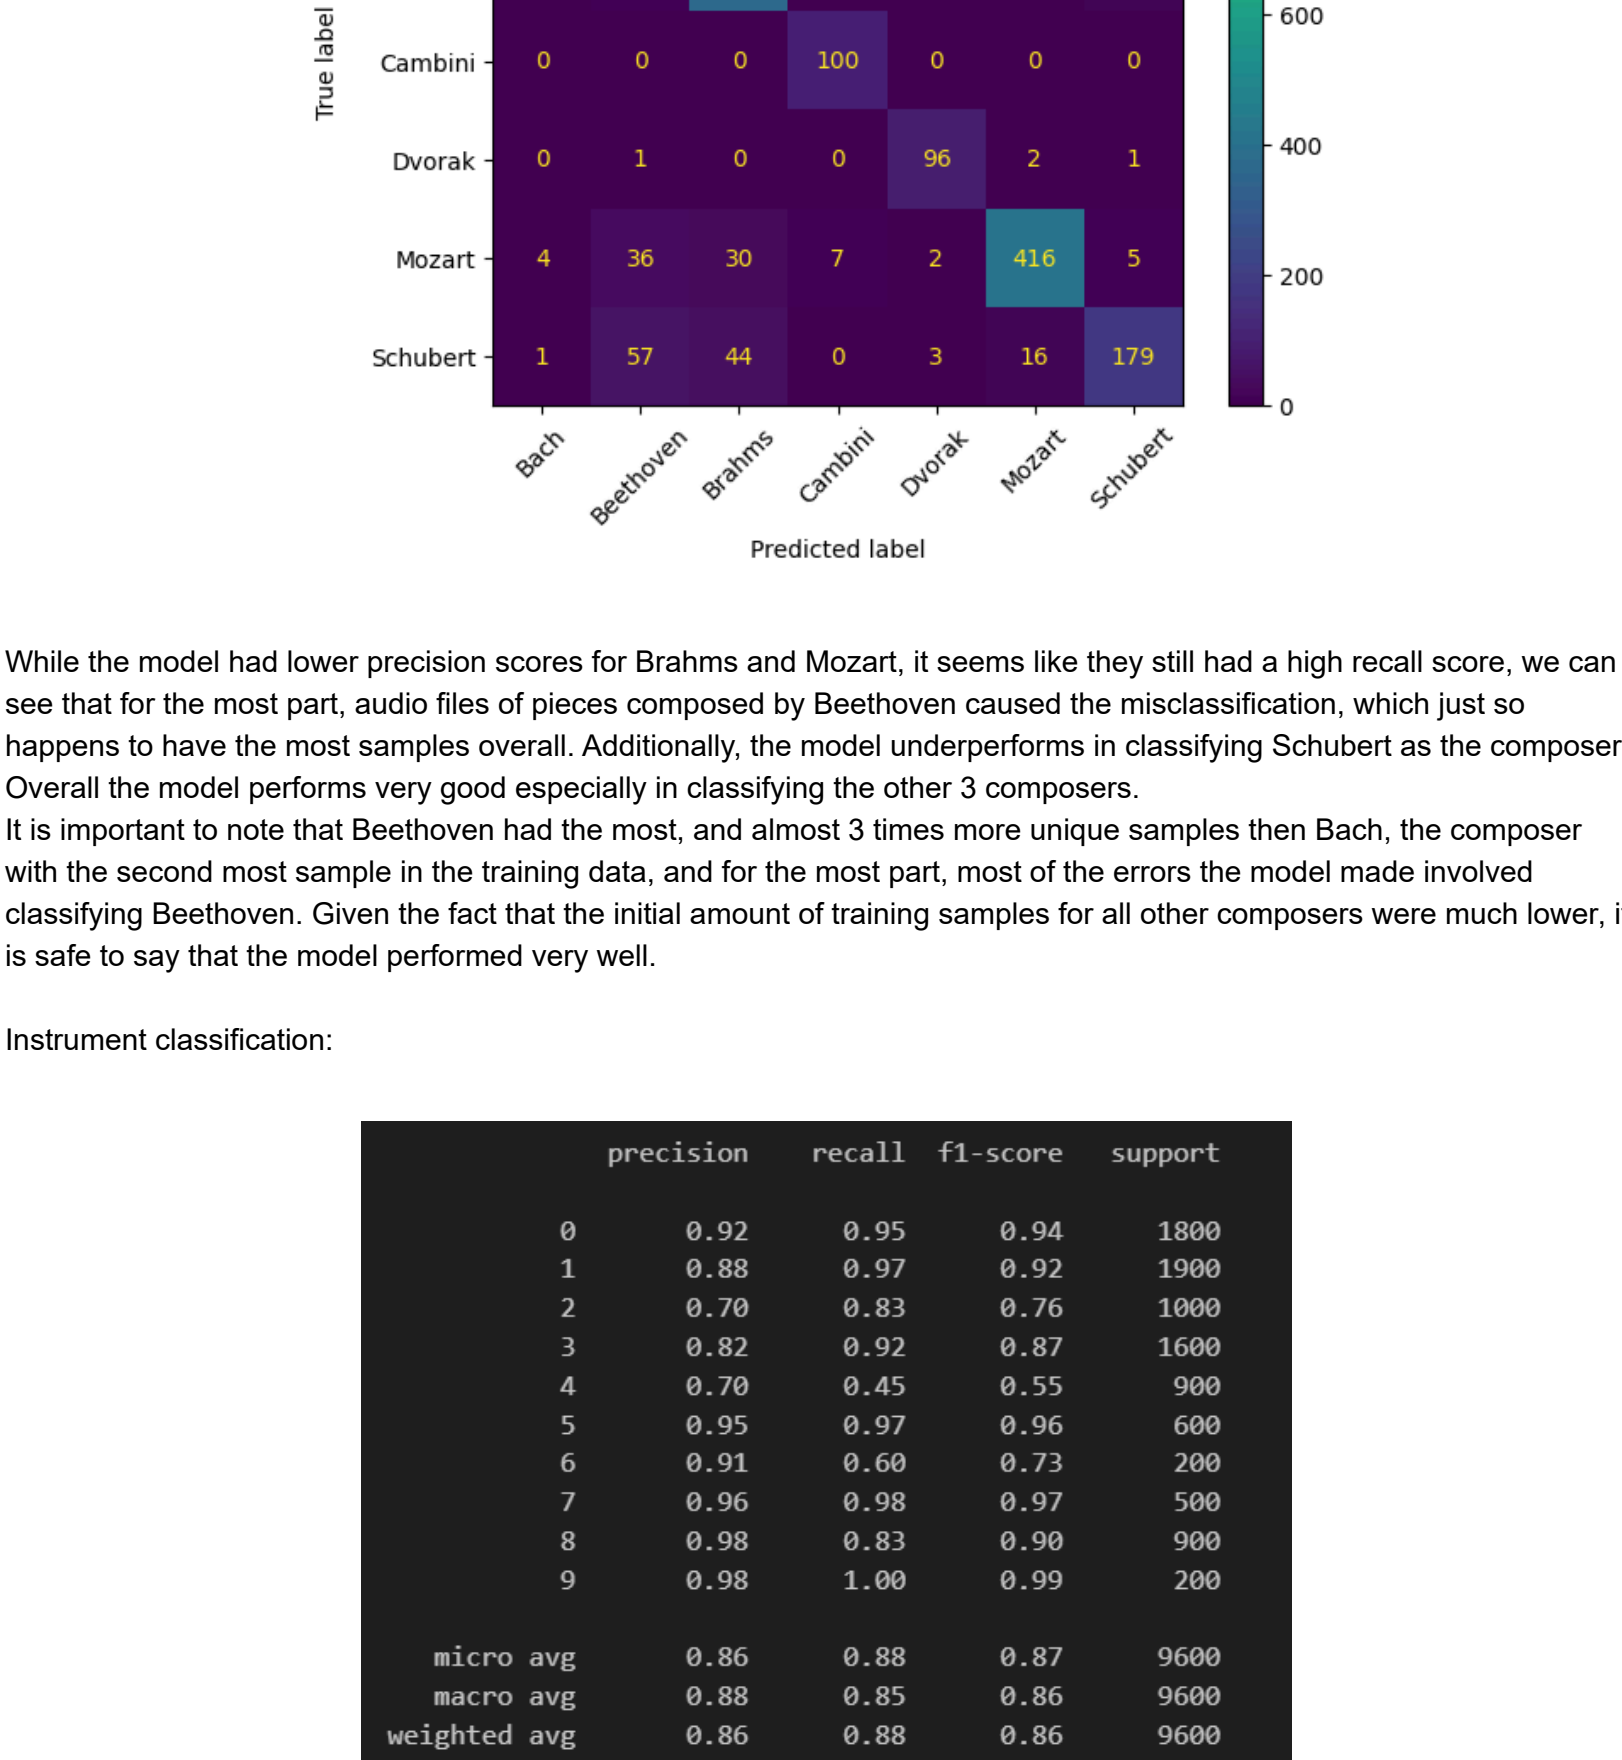 600
True label
Cambini 0 0 0 100 0 0 0
400
Dvorak 0 1 0 0 96 2 1
Mozart 4 36 30 7 2 416 5
200
Schubert 1 57 44 0 3 16 179
0
Bach Beethoven Brahms Cambini Dvorak Mozart Schubert
Predicted label
While the model had lower precision scores for Brahms and Mozart, it seems like they still had a high recall score, we can
see that for the most part, audio files of pieces composed by Beethoven caused the misclassification, which just so
happens to have the most samples overall. Additionally, the model underperforms in classifying Schubert as the composer
Overall the model performs very good especially in classifying the other 3 composers.
It is important to note that Beethoven had the most, and almost 3 times more unique samples then Bach, the composer
with the second most sample in the training data, and for the most part, most of the errors the model made involved
classifying Beethoven. Given the fact that the initial amount of training samples for all other composers were much lower,
is safe to say that the model performed very well.
Instrument classification:
precision recall f1-score support
0 0.92 0.95 0.94 1800
1 0.88 0.97 0.92 1900
2 0.70 0.83 0.76 1000
3 0.82 0.92 0.87 1600
4 0.70 0.45 0.55 900
5 0.95 0.97 0.96 600
6 0.91 0.60 0.73 200
7 0.96 0.98 0.97 500
8 0.98 0.83 0.90 900
9 0.98 1.00 0.99 200
micro avg 0.86 0.88 0.87 9600
macro avg 0.88 0.85 0.86 9600
weighted avg 0.86 0.88 0.86 9600